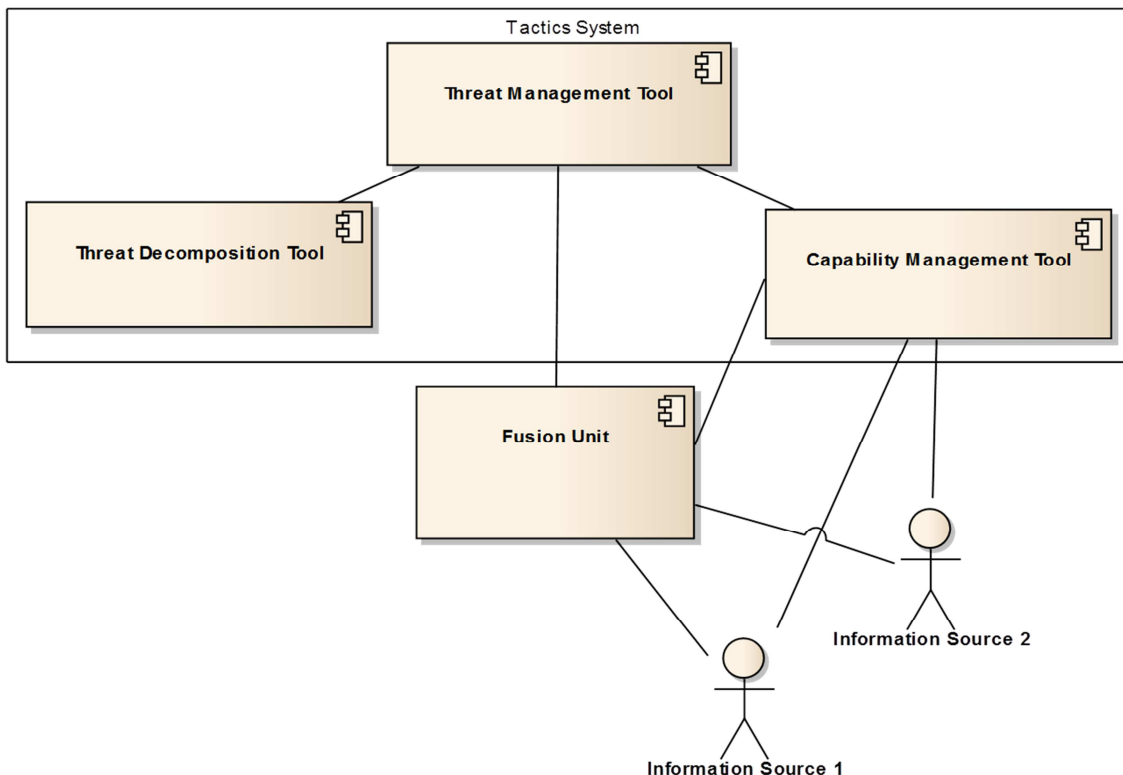 Tactics System
Threat Management Tool
Threat Decomposition Tool
Capability Management Tool
Fusion Unit
Information Source 2
Information Source 1